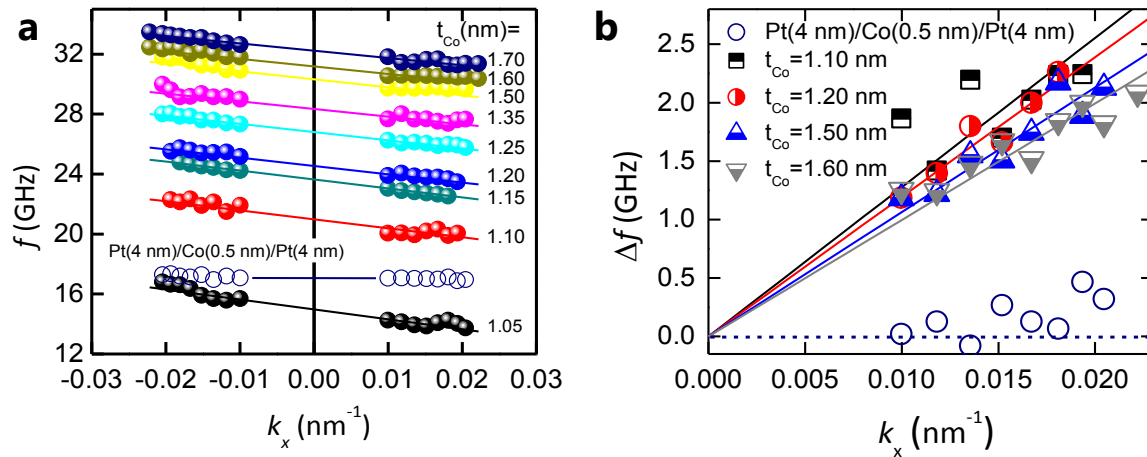 a
f (GHz)
32
28
24
20
16
12
t_Co(nm)=
1.70
1.60
1.50
1.35
1.25
1.20
1.15
1.10
Pt(4 nm)/Co(0.5 nm)/Pt(4 nm)
1.05
-0.03 -0.02 -0.01 0.00 0.01 0.02 0.03
k_x (nm⁻¹)
b
Δf (GHz)
2.5
2.0
1.5
1.0
0.5
0.0
Pt(4 nm)/Co(0.5 nm)/Pt(4 nm)
t_Co=1.10 nm
t_Co=1.20 nm
t_Co=1.50 nm
t_Co=1.60 nm
0.000 0.005 0.010 0.015 0.020
k_x (nm⁻¹)